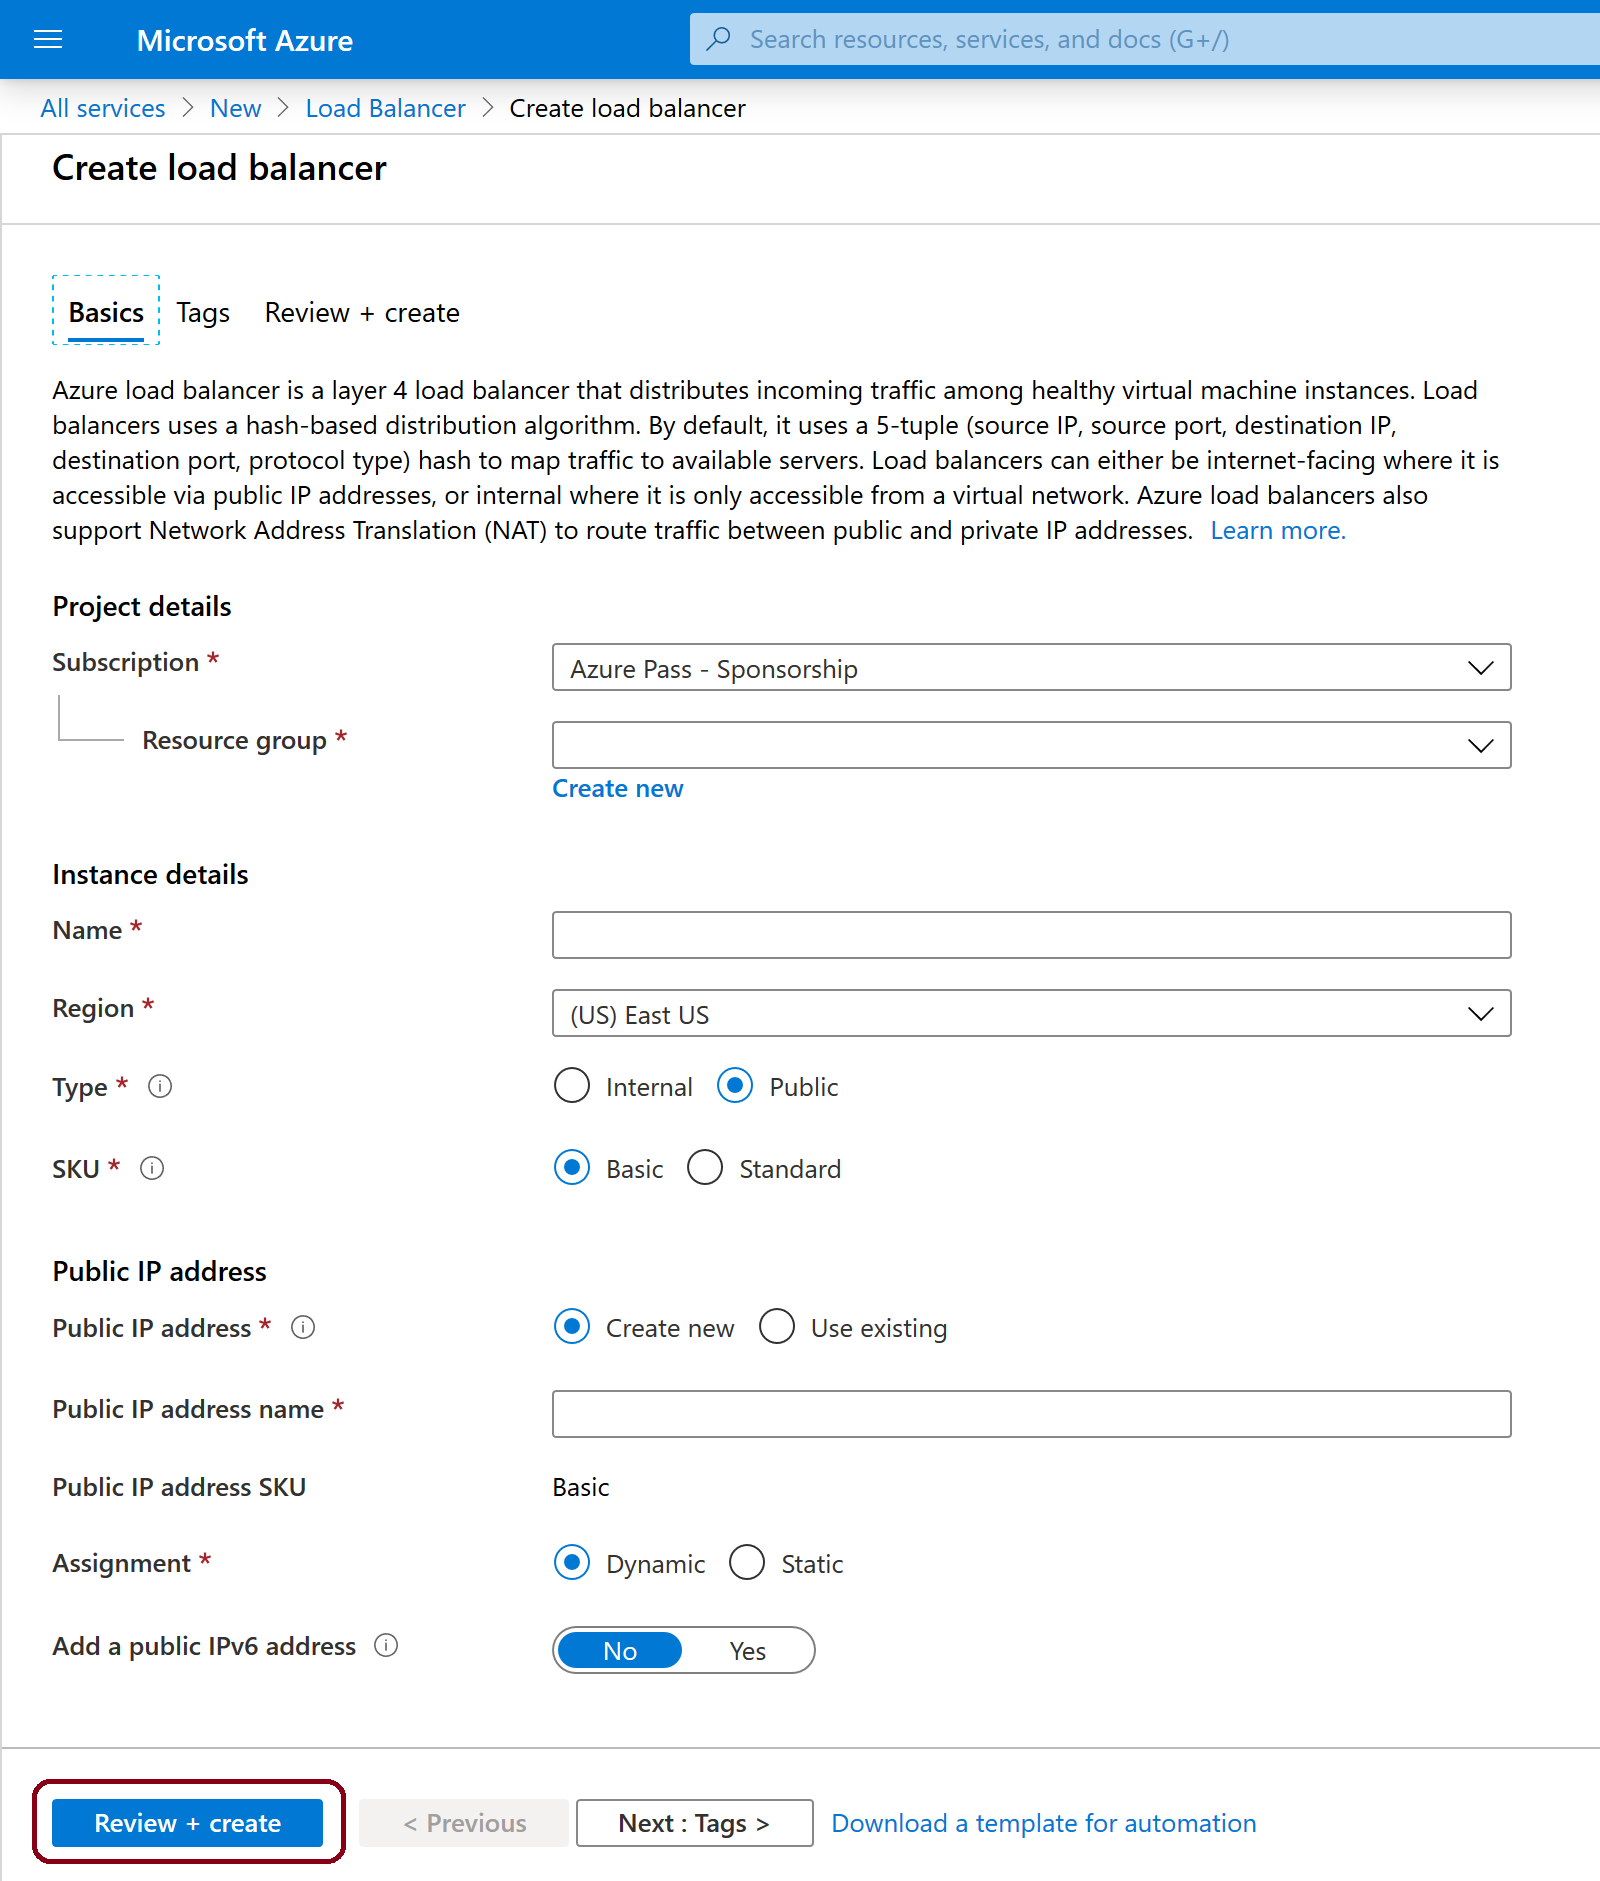 Microsoft Azure
Search resources, services, and docs (G+/)
All services > New > Load Balancer > Create load balancer
Create load balancer
Basics Tags Review + create
Azure load balancer is a layer 4 load balancer that distributes incoming traffic among healthy virtual machine instances. Load
balancers uses a hash-based distribution algorithm. By default, it uses a 5-tuple (source IP, source port, destination IP,
destination port, protocol type) hash to map traffic to available servers. Load balancers can either be internet-facing where it is
accessible via public IP addresses, or internal where it is only accessible from a virtual network. Azure load balancers also
support Network Address Translation (NAT) to route traffic between public and private IP addresses. Learn more.
Project details
Subscription * Azure Pass - Sponsorship
Resource group *
Create new
Instance details
Name *
Region * (US) East US
Type * Internal Public
SKU * Basic Standard
Public IP address
Public IP address * Create new Use existing
Public IP address name *
Public IP address SKU Basic
Assignment * Dynamic Static
Add a public IPv6 address No Yes
Review + create < Previous Next : Tags > Download a template for automation